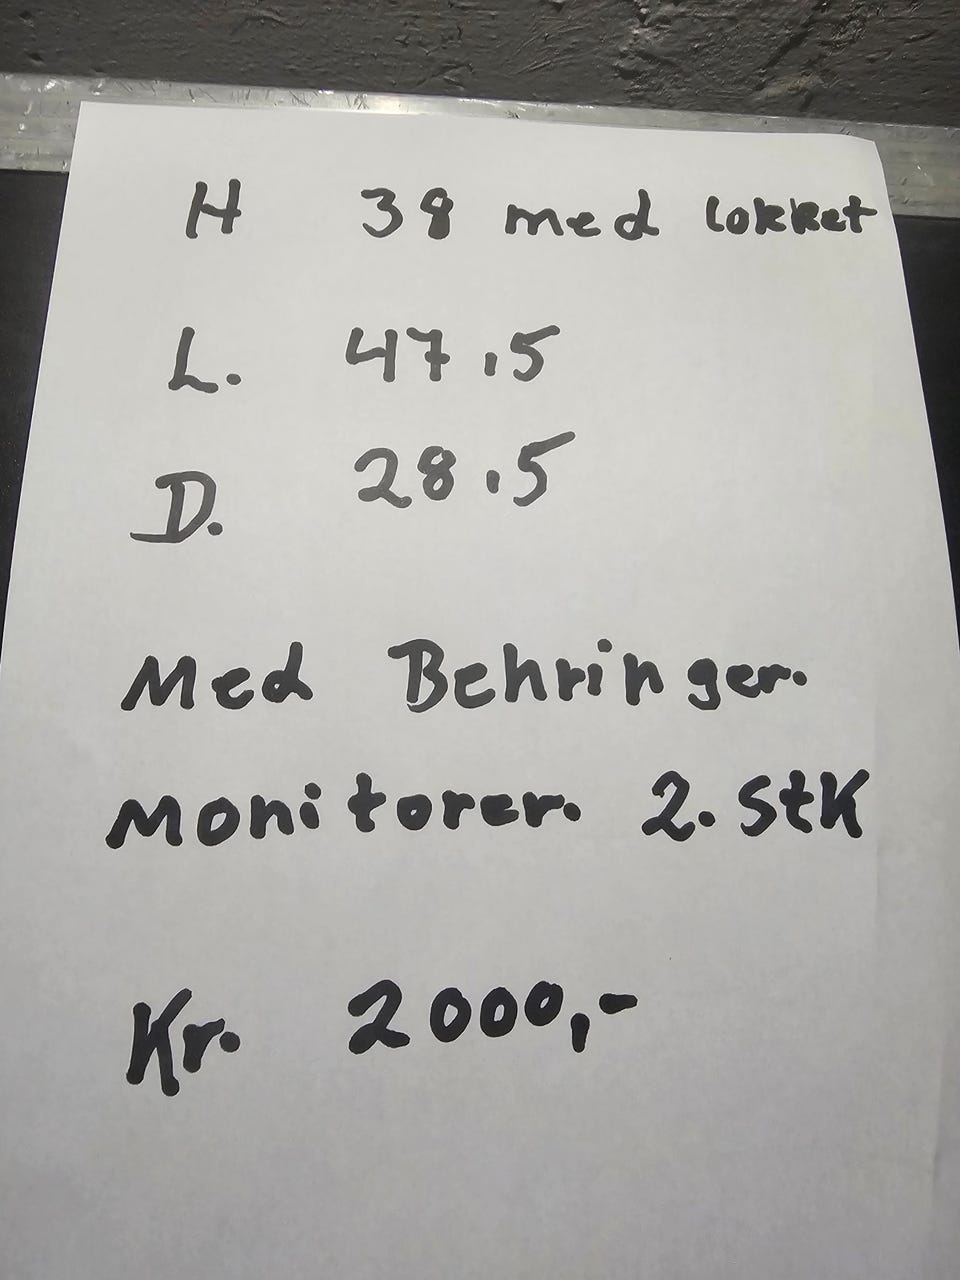 H 38 med lokket
L. 47.5
D. 28.5
Med Behringer.
Monitorer. 2. Stk
Kr. 2000,-